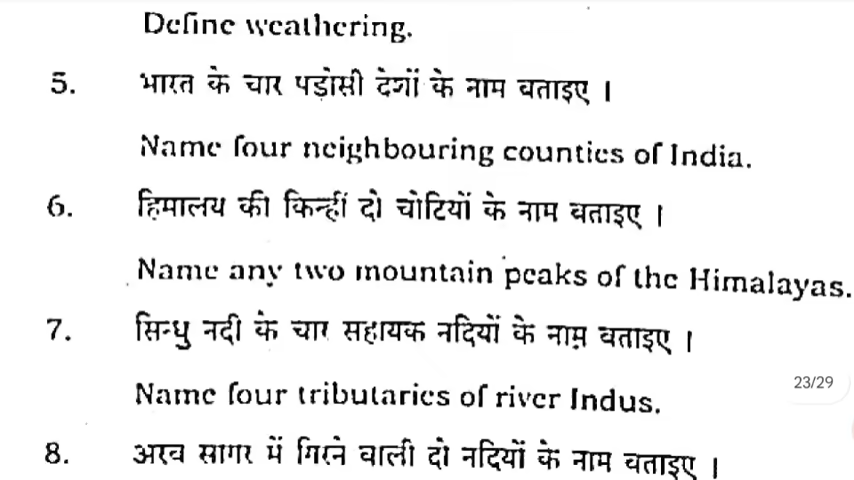 Define weathering.
5. भारत के चार पड़ोसी देशों के नाम बताइए ।
Name four neighbouring counties of India.
6. हिमालय की किन्हीं दो चोटियों के नाम बताइए ।
Name any two mountain peaks of the Himalayas.
7. सिन्धु नदी के चार सहायक नदियों के नाम बताइए ।
Name four tributaries of river Indus.
23/29
8. अरब सागर में गिरने वाली दो नदियों के नाम बताइए ।